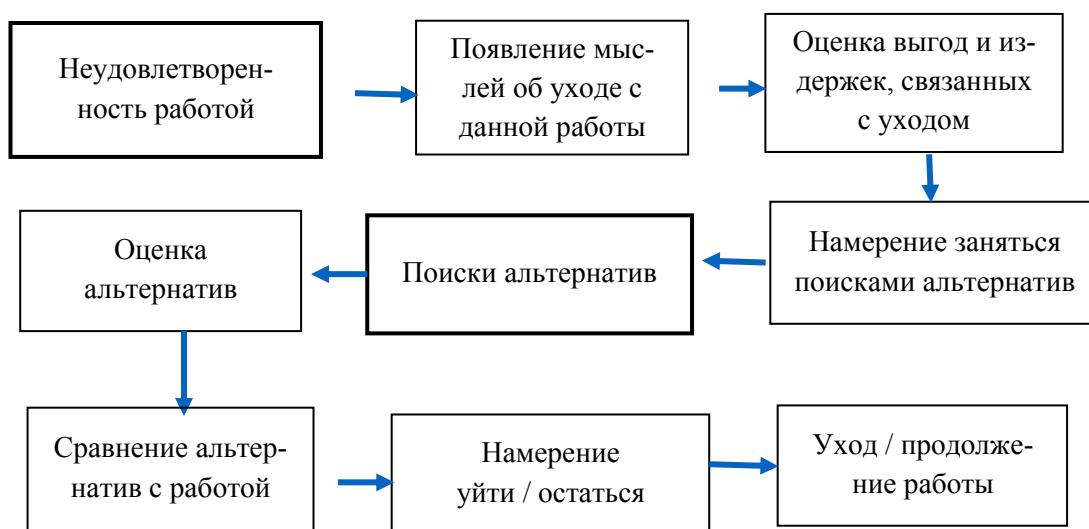 Неудовлетворен-
ность работой
Появление мыс-
лей об уходе с
данной работы
Оценка выгод и из-
держек, связанных
с уходом
Намерение заняться
поисками альтернатив
Поиски альтернатив
Оценка
альтернатив
Сравнение альтер-
натив с работой
Намерение
уйти / остаться
Уход / продолже-
ние работы